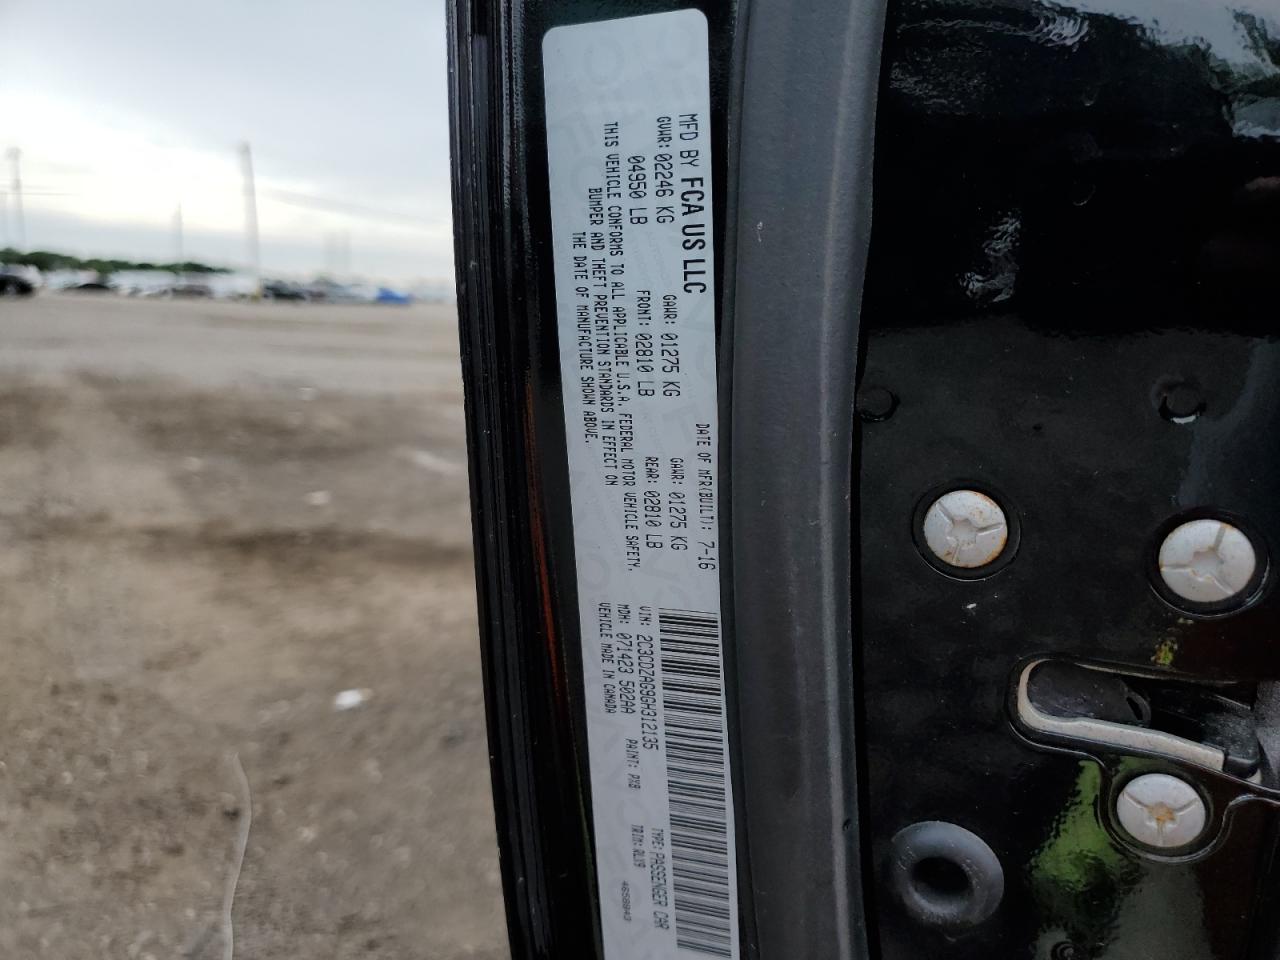 MFD BY FCA US LLC
DATE OF MFR(BUILT): 7-16
GVWR: 02246 KG GAWR: 01275 KG GAWR: 01275 KG
04950 LB FRONT: 02810 LB REAR: 02810 LB
THIS VEHICLE CONFORMS TO ALL APPLICABLE U.S.A. FEDERAL MOTOR VEHICLE SAFETY,
BUMPER AND THEFT PREVENTION STANDARDS IN EFFECT ON
THE DATE OF MANUFACTURE SHOWN ABOVE.
VIN: 2C3CDZAG9GH312135 TYPE: PASSENGER CAR
MDH: 071423 502AA PAINT: PX8 TRIM:
VEHICLE MADE IN CANADA